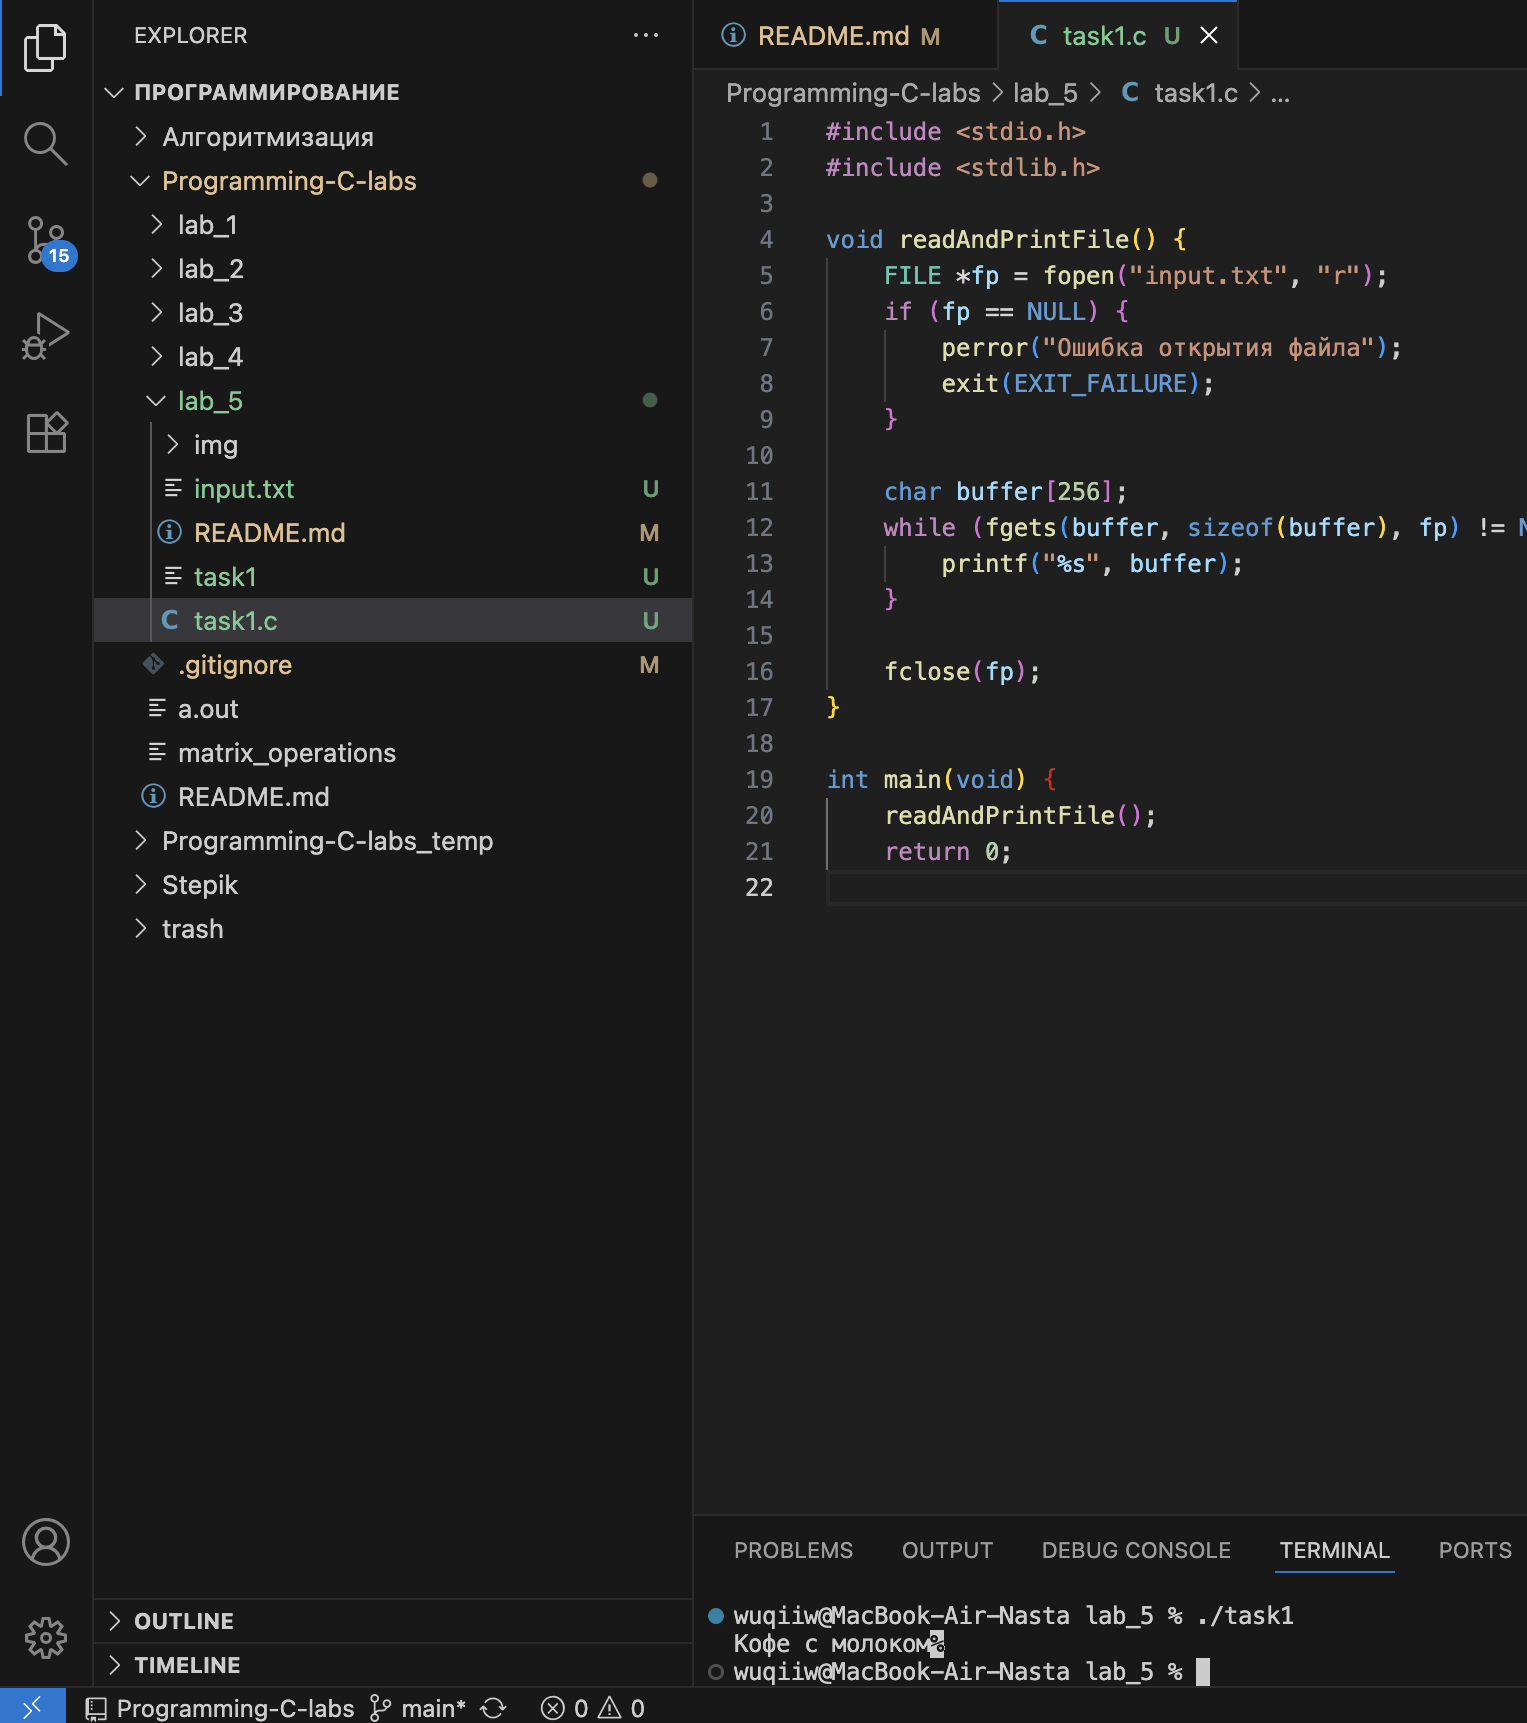 EXPLORER
ПРОГРАММИРОВАНИЕ
Алгоритмизация
Programming-C-labs
lab_1
lab_2
15
lab_3
lab_4
lab_5
img
input.txt U
README.md M
task1 U
task1.c U
.gitignore M
a.out
matrix_operations
README.md
Programming-C-labs_temp
Stepik
trash
OUTLINE
TIMELINE
README.md M
C task1.c U
Programming-C-labs > lab_5 > C task1.c > ...
1 #include <stdio.h>
2 #include <stdlib.h>
3
4 void readAndPrintFile() {
5 FILE *fp = fopen("input.txt", "r");
6 if (fp == NULL) {
7 perror("Ошибка открытия файла");
8 exit(EXIT_FAILURE);
9 }
10
11 char buffer[256];
12 while (fgets(buffer, sizeof(buffer), fp) != N
13 printf("%s", buffer);
14 }
15
16 fclose(fp);
17 }
18
19 int main(void) {
20 readAndPrintFile();
21 return 0;
22
PROBLEMS OUTPUT DEBUG CONSOLE TERMINAL PORTS
wuqiiw@MacBook-Air-Nasta lab_5 % ./task1
Кофе с молоком%
wuqiiw@MacBook-Air-Nasta lab_5 %
Programming-C-labs main* 0 0